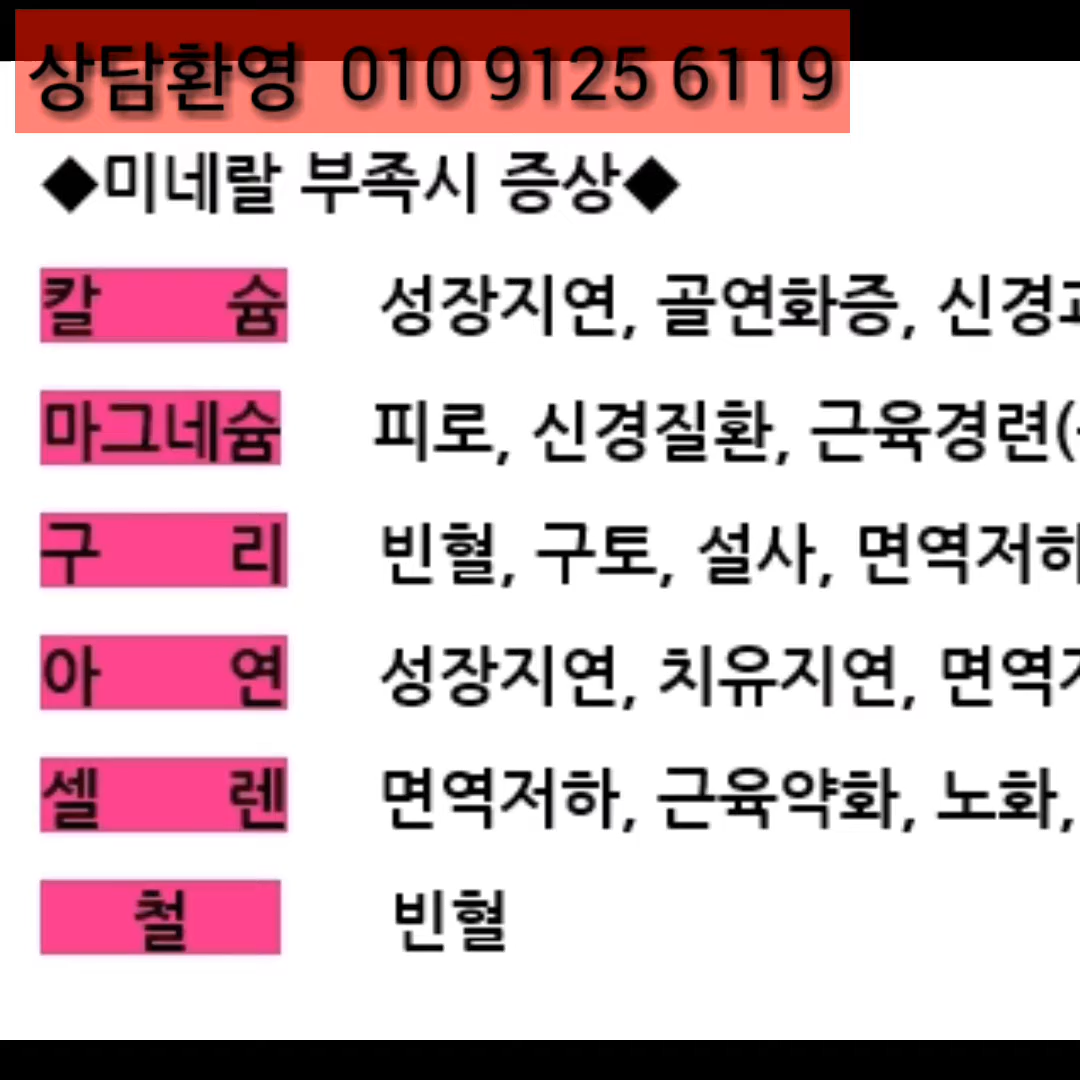 상담환영 010 9125 6119
◆미네랄 부족시 증상◆
칼 슘 성장지연, 골연화증, 신경
마그네슘 피로, 신경질환, 근육경련(
구 리 빈혈, 구토, 설사, 면역저하
아 연 성장지연, 치유지연, 면역
셀 렌 면역저하, 근육약화, 노화,
철 빈혈